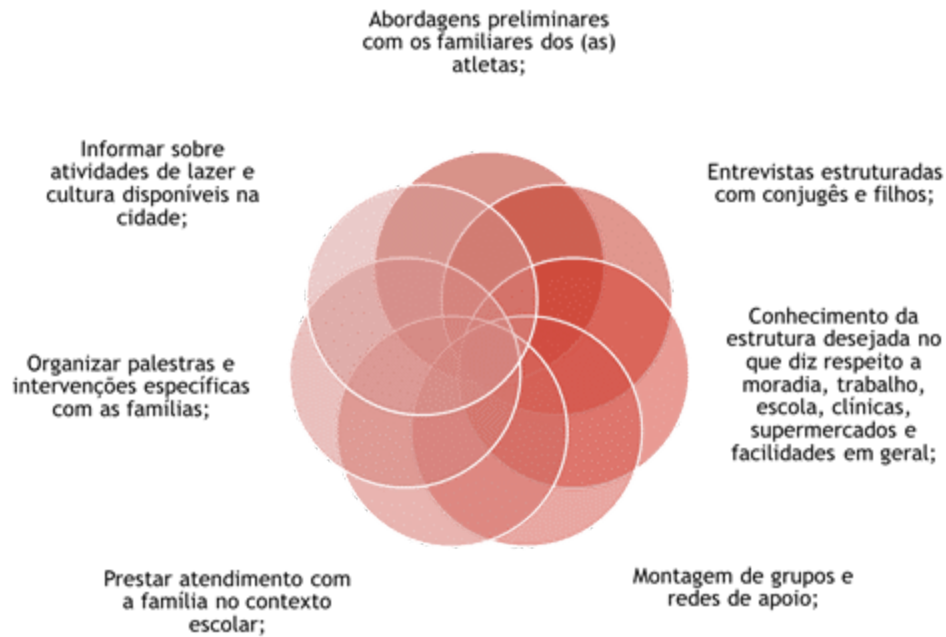 Abordagens preliminares
com os familiares dos (as)
atletas;
Entrevistas estruturadas
com conjugês e filhos;
Conhecimento da
estrutura desejada no
que diz respeito a
moradia, trabalho,
escola, clínicas,
supermercados e
facilidades em geral;
Montagem de grupos e
redes de apoio;
Prestar atendimento com
a família no contexto
escolar;
Organizar palestras e
intervenções específicas
com as famílias;
Informar sobre
atividades de lazer e
cultura disponíveis na
cidade;